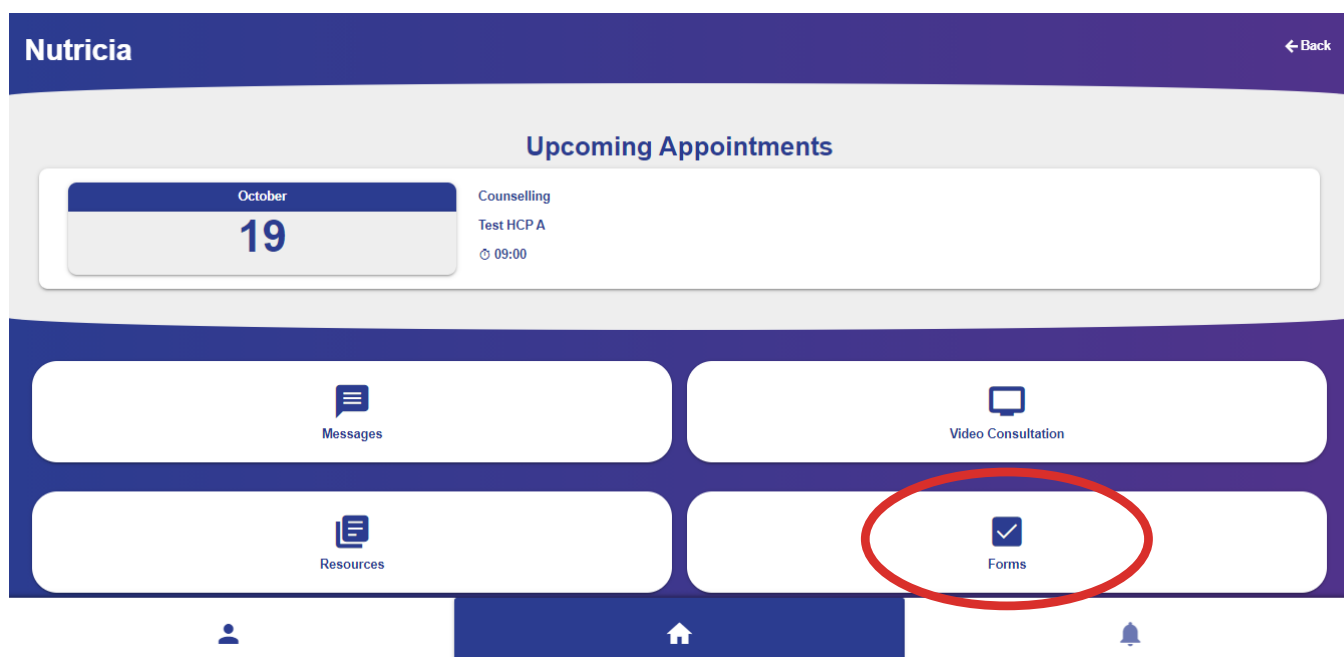 Nutricia
Back
Upcoming Appointments
October
19
Counselling
Test HCP A
09:00
Messages
Video Consultation
Resources
Forms